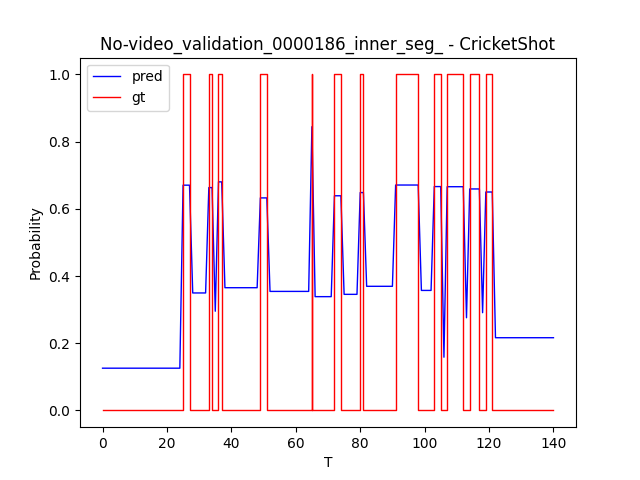 No-video_validation_0000186_inner_seg_ - CricketShot
pred
gt
1.0
0.8
0.6
0.4
0.2
0.0
Probability
0 20 40 60 80 100 120 140
T